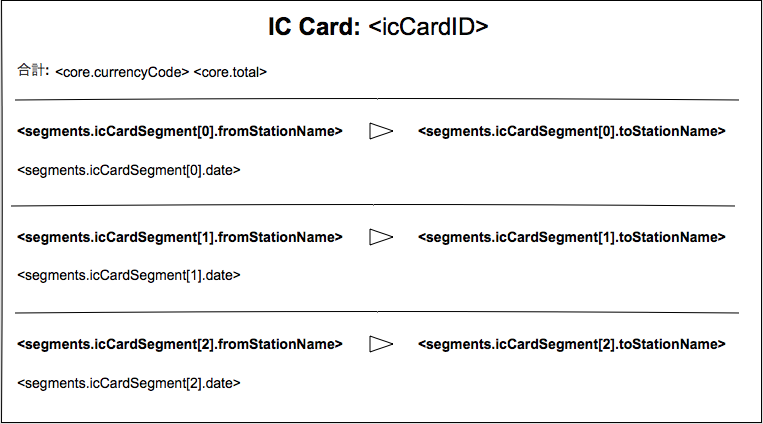 IC Card: <icCardID>
合計: <core.currencyCode> <core.total>
<segments.icCardSegment[0].fromStationName> <segments.icCardSegment[0].toStationName>
<segments.icCardSegment[0].date>
<segments.icCardSegment[1].fromStationName> <segments.icCardSegment[1].toStationName>
<segments.icCardSegment[1].date>
<segments.icCardSegment[2].fromStationName> <segments.icCardSegment[2].toStationName>
<segments.icCardSegment[2].date>